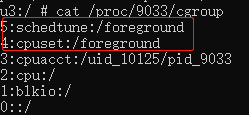 u3:/ # cat /proc/9033/cgroup
5:schedtune:/foreground
4:cpuset:/foreground
3:cpuacct:/uid_10125/pid_9033
2:cpu:/
1:blkio:/
0::/